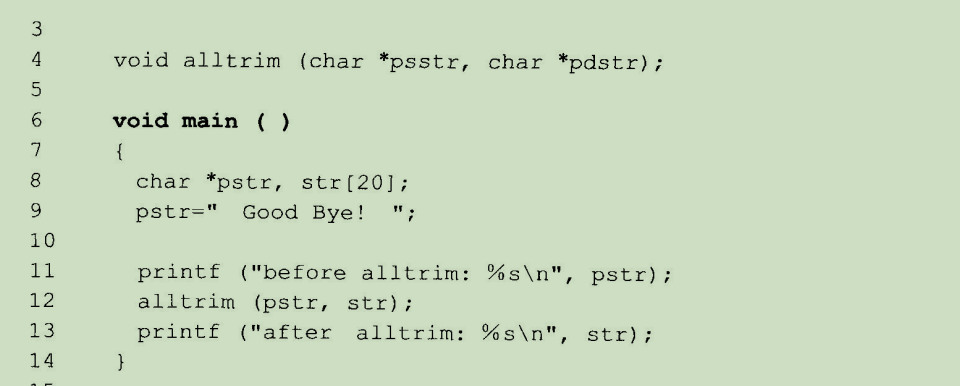 3
4 void alltrim (char *psstr, char *pdstr);
5
6 void main ( )
7 {
8 char *pstr, str[20];
9 pstr="  Good Bye!  ";
10
11 printf ("before alltrim: %s\n", pstr);
12 alltrim (pstr, str);
13 printf ("after  alltrim: %s\n", str);
14 }